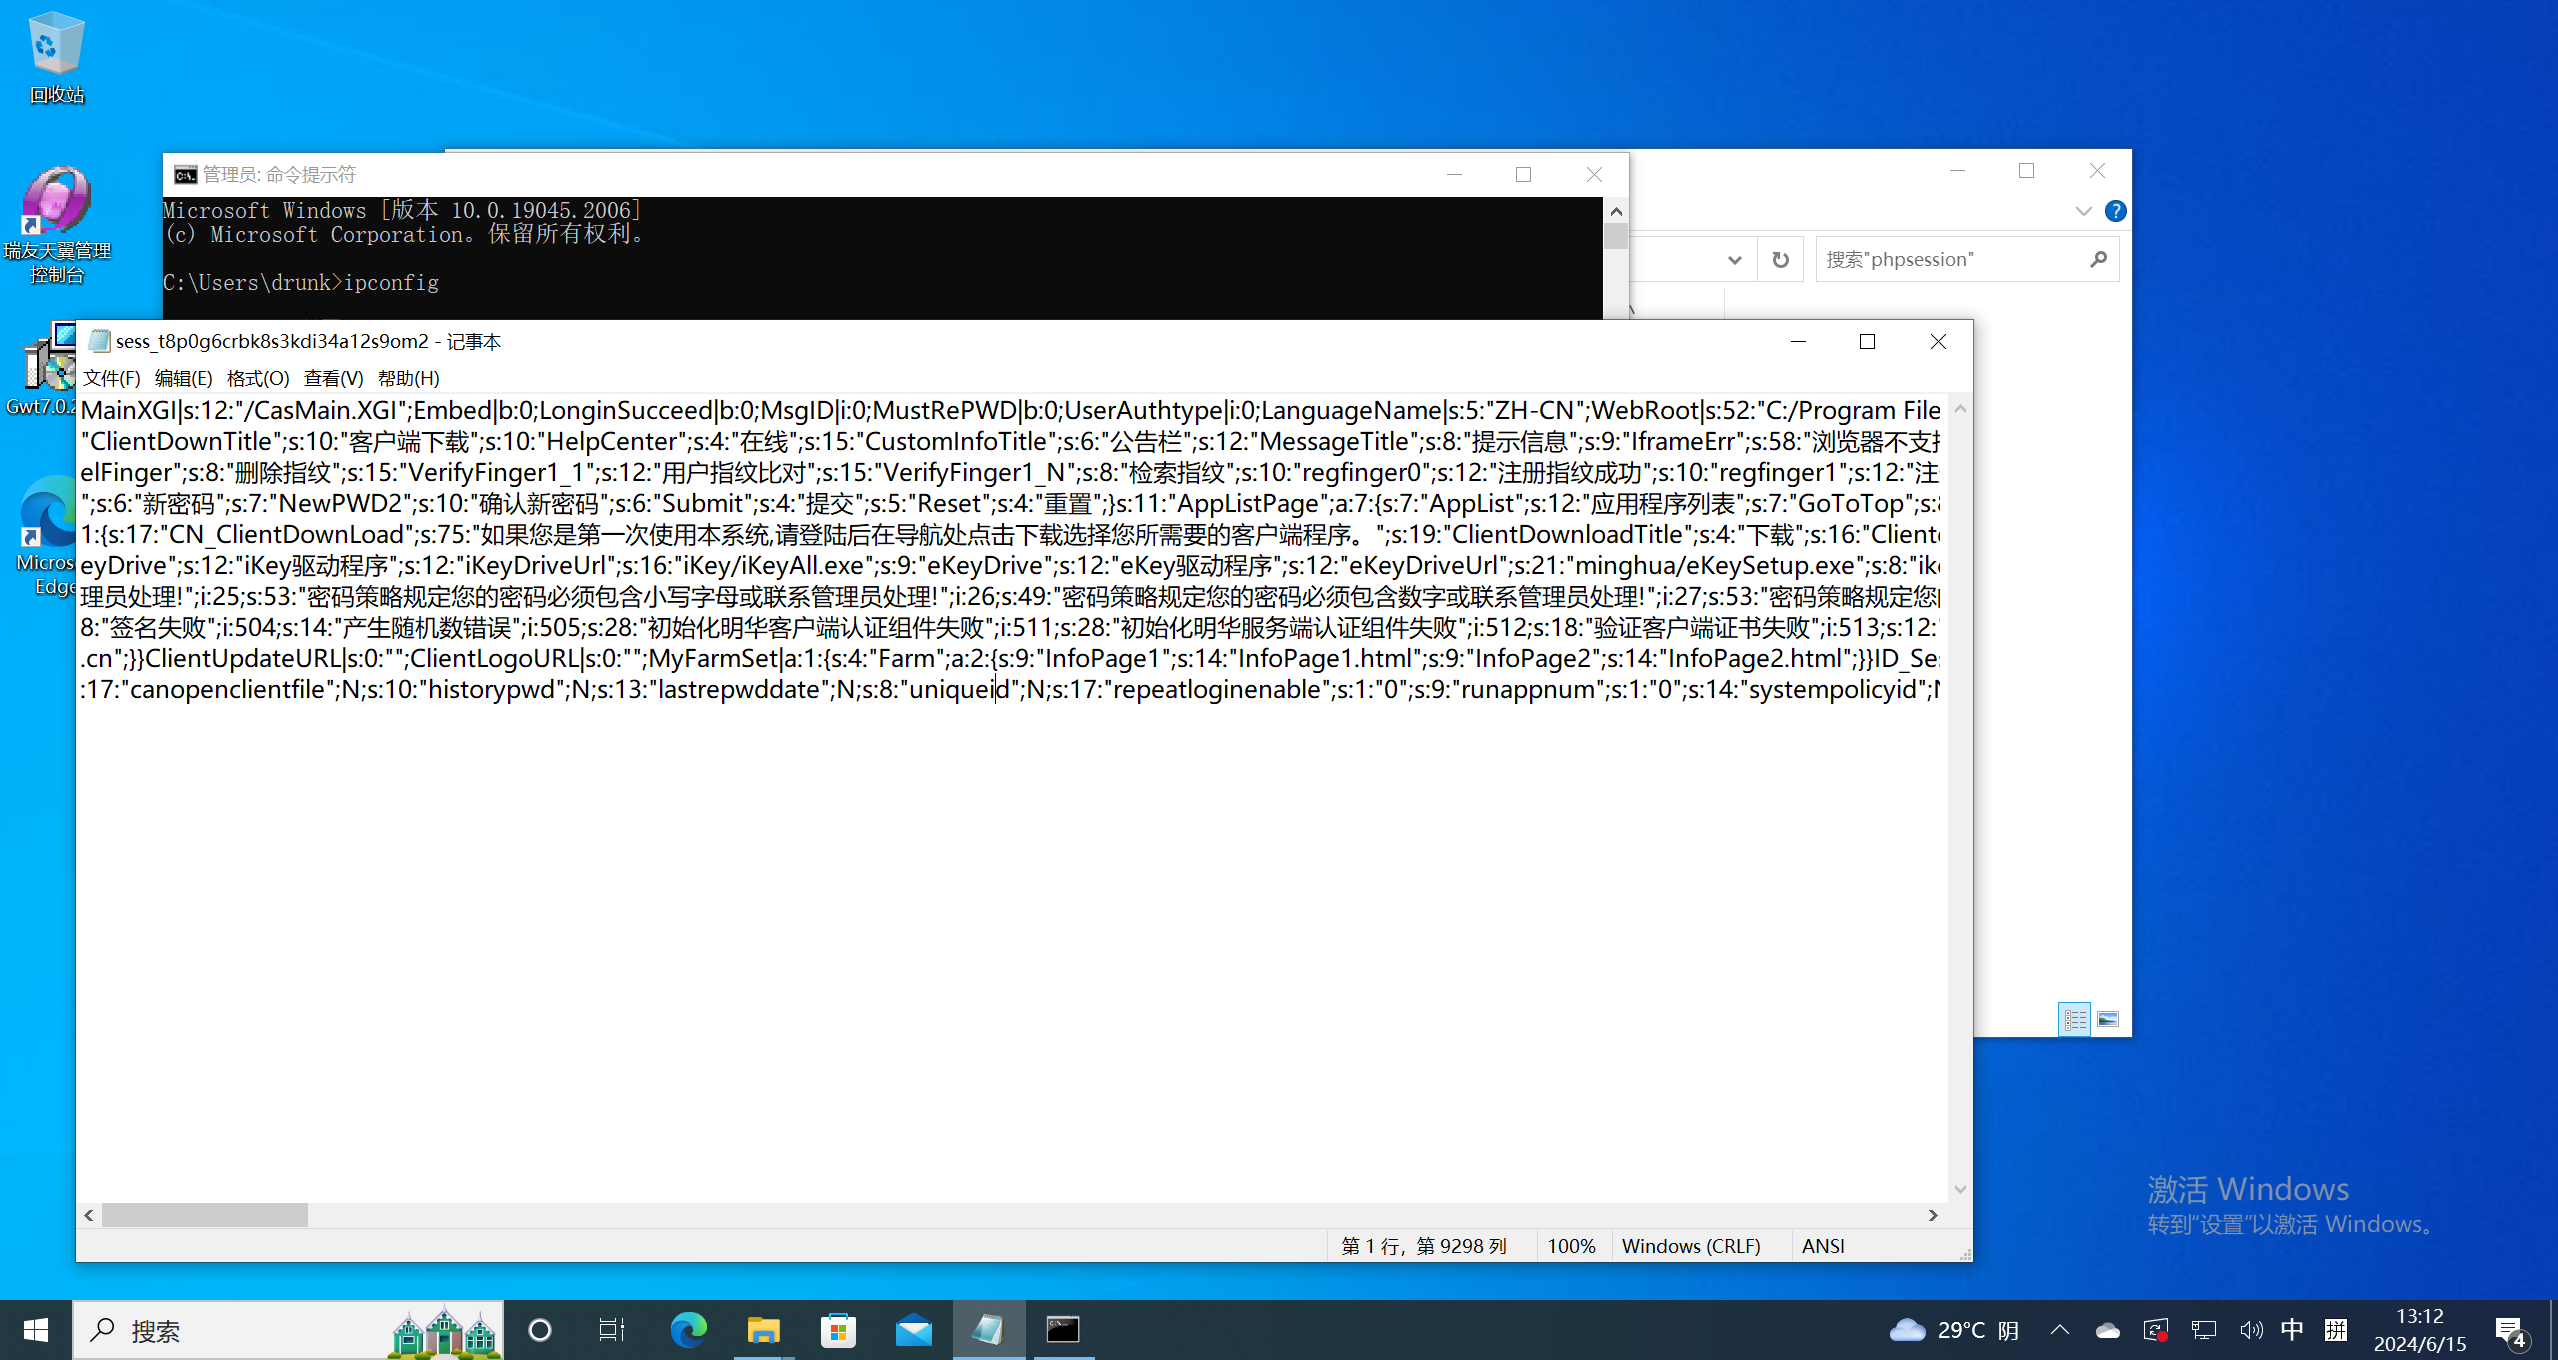 回收站
瑞友天翼管理
控制台
Gwt7.0.2
Micros
Edge
管理员: 命令提示符
Microsoft Windows [版本 10.0.19045.2006]
(c) Microsoft Corporation。保留所有权利。
C:\Users\drunk>ipconfig
搜索"phpsession"
sess_t8p0g6crbk8s3kdi34a12s9om2 - 记事本
文件(F) 编辑(E) 格式(O) 查看(V) 帮助(H)
MainXGI|s:12:"/CasMain.XGI";Embed|b:0;LonginSucceed|b:0;MsgID|i:0;MustRePWD|b:0;UserAuthtype|i:0;LanguageName|s:5:"ZH-CN";WebRoot|s:52:"C:/Program File
"ClientDownTitle";s:10:"客户端下载";s:10:"HelpCenter";s:4:"在线";s:15:"CustomInfoTitle";s:6:"公告栏";s:12:"MessageTitle";s:8:"提示信息";s:9:"IframeErr";s:58:"浏览器不支持
elFinger";s:8:"删除指纹";s:15:"VerifyFinger1_1";s:12:"用户指纹比对";s:15:"VerifyFinger1_N";s:8:"检索指纹";s:10:"regfinger0";s:12:"注册指纹成功";s:10:"regfinger1";s:12:"注
";s:6:"新密码";s:7:"NewPWD2";s:10:"确认新密码";s:6:"Submit";s:4:"提交";s:5:"Reset";s:4:"重置";}s:11:"AppListPage";a:7:{s:7:"AppList";s:12:"应用程序列表";s:7:"GoToTop";s:8
1:{s:17:"CN_ClientDownLoad";s:75:"如果您是第一次使用本系统,请登陆后在导航处点击下载选择您所需要的客户端程序。";s:19:"ClientDownloadTitle";s:4:"下载";s:16:"Client
eyDrive";s:12:"iKey驱动程序";s:12:"iKeyDriveUrl";s:16:"iKey/iKeyAll.exe";s:9:"eKeyDrive";s:12:"eKey驱动程序";s:12:"eKeyDriveUrl";s:21:"minghua/eKeySetup.exe";s:8:"ike
理员处理!";i:25;s:53:"密码策略规定您的密码必须包含小写字母或联系管理员处理!";i:26;s:49:"密码策略规定您的密码必须包含数字或联系管理员处理!";i:27;s:53:"密码策略规定您的
8:"签名失败";i:504;s:14:"产生随机数错误";i:505;s:28:"初始化明华客户端认证组件失败";i:511;s:28:"初始化明华服务端认证组件失败";i:512;s:18:"验证客户端证书失败";i:513;s:12:"
.cn";}}ClientUpdateURL|s:0:"";ClientLogoURL|s:0:"";MyFarmSet|a:1:{s:4:"Farm";a:2:{s:9:"InfoPage1";s:14:"InfoPage1.html";s:9:"InfoPage2";s:14:"InfoPage2.html";}}ID_Se
:17:"canopenclientfile";N;s:10:"historypwd";N;s:13:"lastrepwddate";N;s:8:"uniqueid";N;s:17:"repeatloginenable";s:1:"0";s:9:"runappnum";s:1:"0";s:14:"systempolicyid";N
第 1 行，第 9298 列 100% Windows (CRLF) ANSI
激活 Windows
转到"设置"以激活 Windows。
搜索
29°C 阴
中
拼
13:12
2024/6/15
4